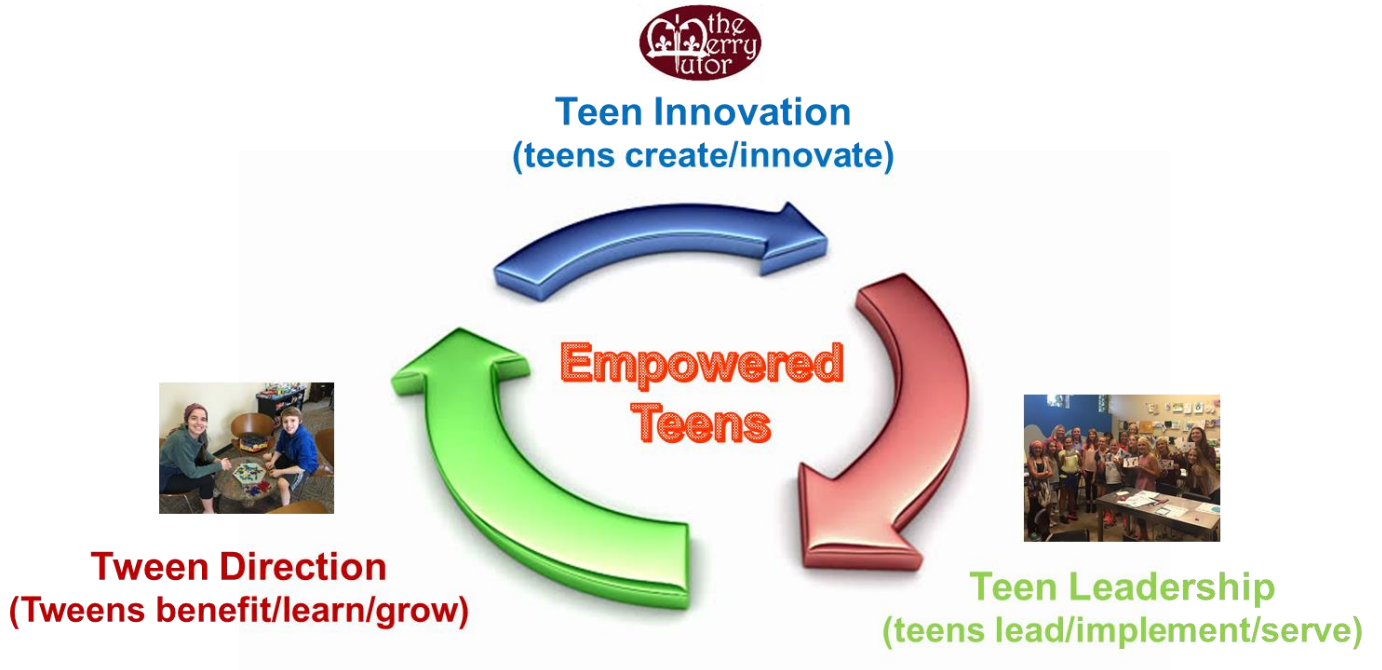 the
Merry
Tutor
Teen Innovation
(teens create/innovate)
Empowered
Teens
Tween Direction
(Tweens benefit/learn/grow)
Teen Leadership
(teens lead/implement/serve)